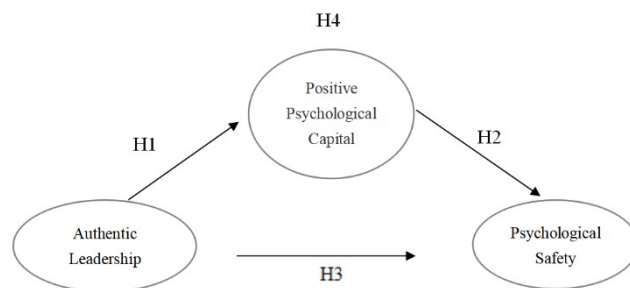 H4
Positive
Psychological
Capital
H1
H2
Authentic
Leadership
Psychological
Safety
H3